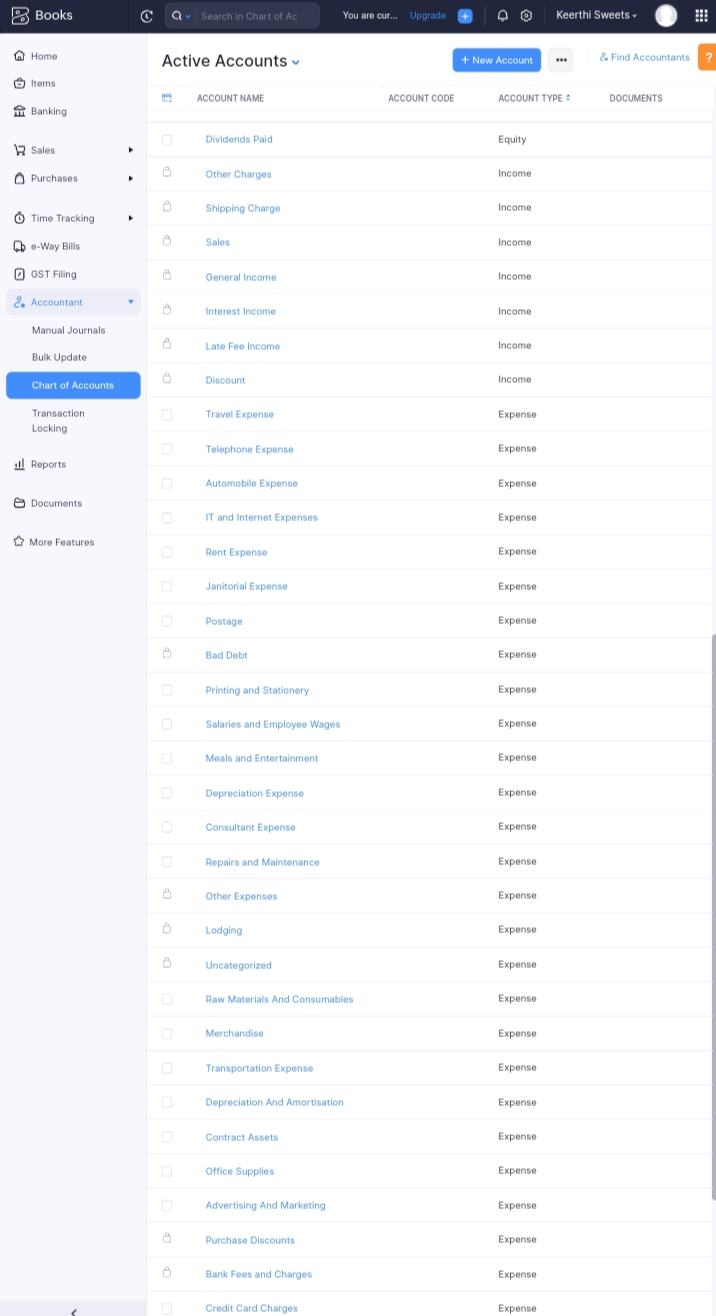 Books
Search in Chart of Ac
You are cur...
Upgrade
Keerthi Sweets
Home
Items
Banking
Sales
Purchases
Time Tracking
e-Way Bills
GST Filing
Accountant
Manual Journals
Bulk Update
Chart of Accounts
Transaction
Locking
Reports
Documents
More Features
Active Accounts
+ New Account
Find Accountants
?
ACCOUNT NAME ACCOUNT CODE ACCOUNT TYPE DOCUMENTS
Dividends Paid Equity
Other Charges Income
Shipping Charge Income
Sales Income
General Income Income
Interest Income Income
Late Fee Income Income
Discount Income
Travel Expense Expense
Telephone Expense Expense
Automobile Expense Expense
IT and Internet Expenses Expense
Rent Expense Expense
Janitorial Expense Expense
Postage Expense
Bad Debt Expense
Printing and Stationery Expense
Salaries and Employee Wages Expense
Meals and Entertainment Expense
Depreciation Expense Expense
Consultant Expense Expense
Repairs and Maintenance Expense
Other Expenses Expense
Lodging Expense
Uncategorized Expense
Raw Materials And Consumables Expense
Merchandise Expense
Transportation Expense Expense
Depreciation And Amortisation Expense
Contract Assets Expense
Office Supplies Expense
Advertising And Marketing Expense
Purchase Discounts Expense
Bank Fees and Charges Expense
Credit Card Charges Expense